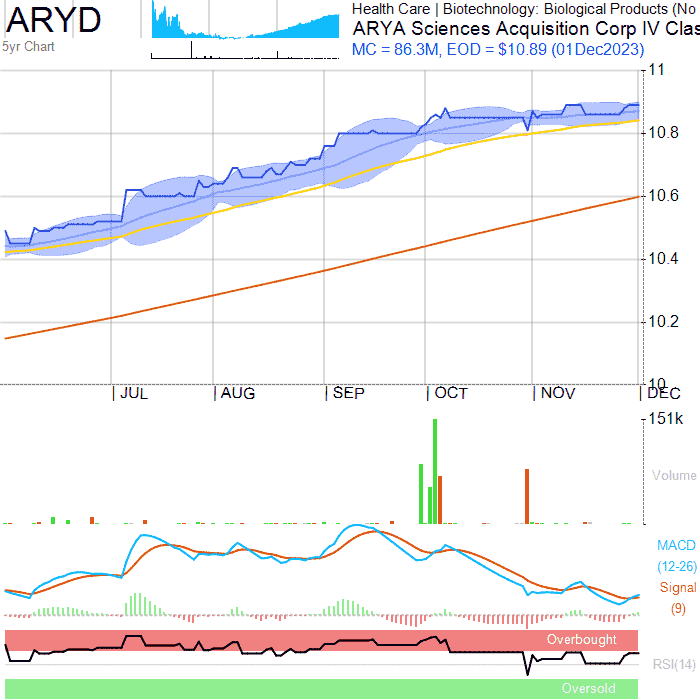 ARYD
5yr Chart
Health Care | Biotechnology: Biological Products (No
ARYA Sciences Acquisition Corp IV Clas
MC = 86.3M, EOD = $10.89 (01Dec2023)
11
10.8
10.6
10.4
10.2
10
JUL AUG SEP OCT NOV DEC
151k
Volume
MACD
(12-26)
Signal
(9)
Overbought
RSI(14)
Oversold